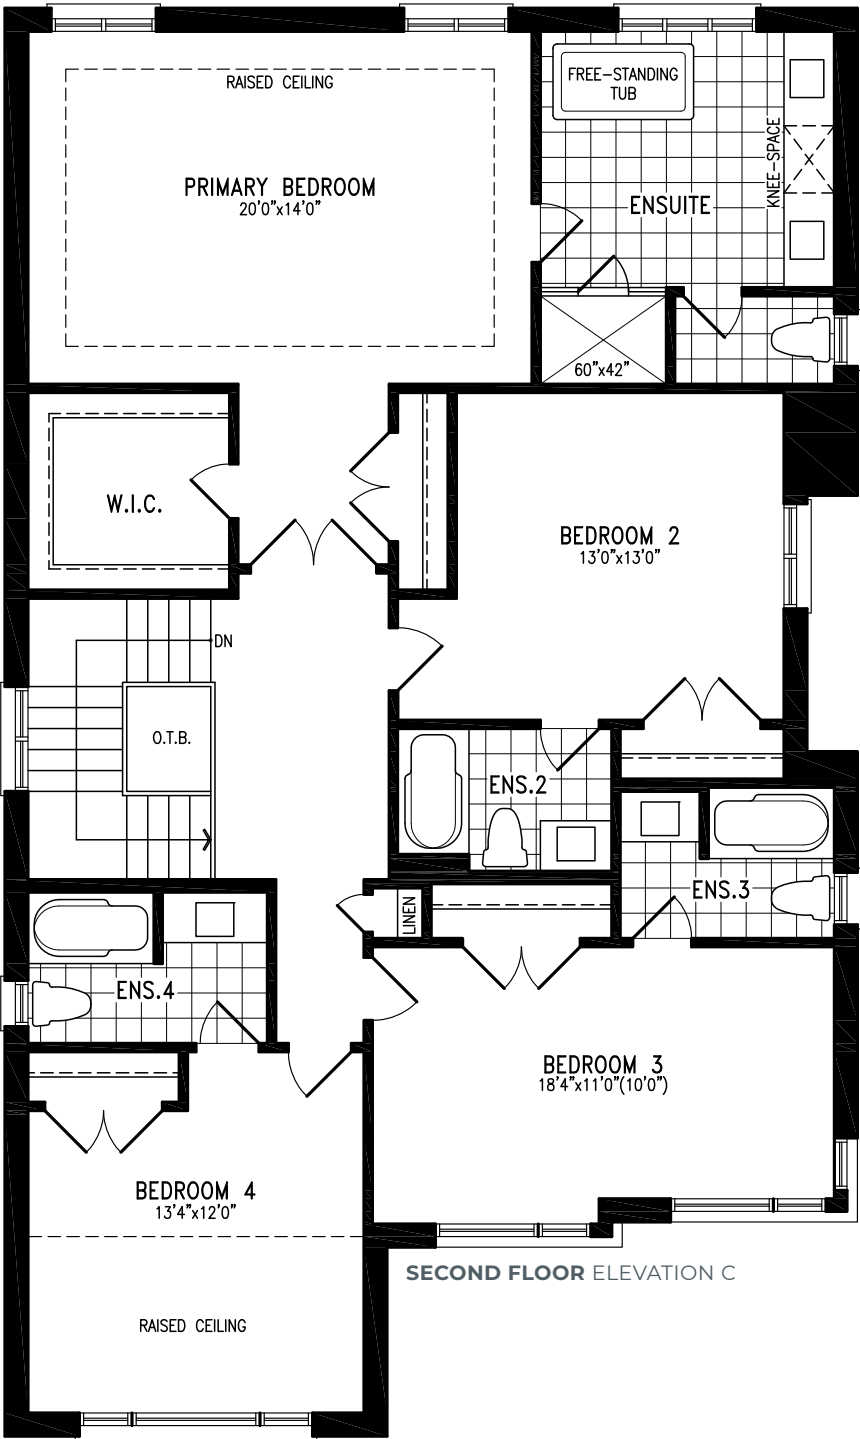 RAISED CEILING
FREE-STANDING
TUB
KNEE-SPACE
PRIMARY BEDROOM
20'0"x14'0"
ENSUITE
60"x42"
W.I.C.
BEDROOM 2
13'0"x13'0"
DN
O.T.B.
ENS.2
ENS.3
LINEN
ENS.4
BEDROOM 3
18'4"x11'0"(10'0")
BEDROOM 4
13'4"x12'0"
SECOND FLOOR ELEVATION C
RAISED CEILING